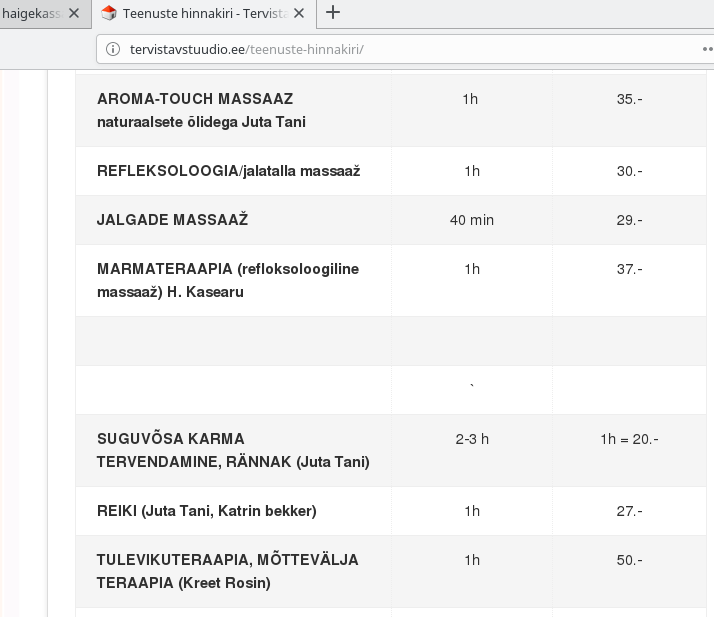 haigekass
Teenuste hinnakiri - Tervista
tervistavstuudio.ee/teenuste-hinnakiri/
AROMA-TOUCH MASSAAZ 1h 35.-
naturaalsete õlidega Juta Tani
REFLEKSOLOOGIA/jalatalla massaaž 1h 30.-
JALGADE MASSAAŽ 40 min 29.-
MARMATERAAPIA (refloksoloogiline 1h 37.-
massaaž) H. Kasearu
`
SUGUVÕSA KARMA 2-3 h 1h = 20.-
TERVENDAMINE, RÄNNAK (Juta Tani)
REIKI (Juta Tani, Katrin bekker) 1h 27.-
TULEVIKUTERAAPIA, MÕTTEVÄLJA 1h 50.-
TERAAPIA (Kreet Rosin)